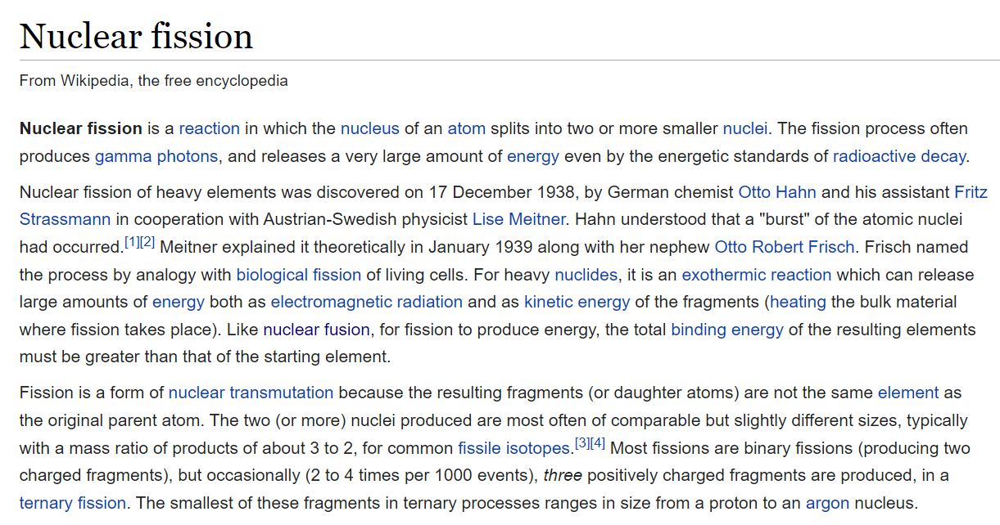 Nuclear fission
From Wikipedia, the free encyclopedia
Nuclear fission is a reaction in which the nucleus of an atom splits into two or more smaller nuclei. The fission process often
produces gamma photons, and releases a very large amount of energy even by the energetic standards of radioactive decay.
Nuclear fission of heavy elements was discovered on 17 December 1938, by German chemist Otto Hahn and his assistant Fritz
Strassmann in cooperation with Austrian-Swedish physicist Lise Meitner. Hahn understood that a "burst" of the atomic nuclei
had occurred.[1][2] Meitner explained it theoretically in January 1939 along with her nephew Otto Robert Frisch. Frisch named
the process by analogy with biological fission of living cells. For heavy nuclides, it is an exothermic reaction which can release
large amounts of energy both as electromagnetic radiation and as kinetic energy of the fragments (heating the bulk material
where fission takes place). Like nuclear fusion, for fission to produce energy, the total binding energy of the resulting elements
must be greater than that of the starting element.
Fission is a form of nuclear transmutation because the resulting fragments (or daughter atoms) are not the same element as
the original parent atom. The two (or more) nuclei produced are most often of comparable but slightly different sizes, typically
with a mass ratio of products of about 3 to 2, for common fissile isotopes.[3][4] Most fissions are binary fissions (producing two
charged fragments), but occasionally (2 to 4 times per 1000 events), three positively charged fragments are produced, in a
ternary fission. The smallest of these fragments in ternary processes ranges in size from a proton to an argon nucleus.